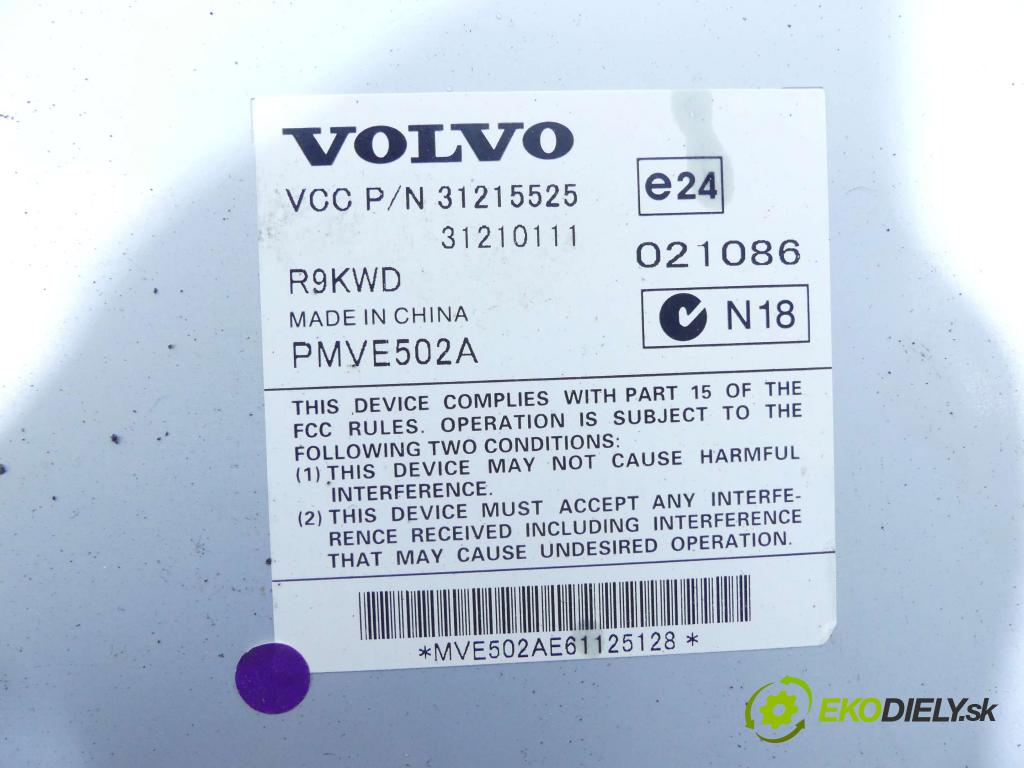 VOLVO
VCC P/N 31215525
31210111
R9KWD
MADE IN CHINA
PMVE502A
e24
021086
N18
THIS DEVICE COMPLIES WITH PART 15 OF THE
FCC RULES. OPERATION IS SUBJECT TO THE
FOLLOWING TWO CONDITIONS:
(1) THIS DEVICE MAY NOT CAUSE HARMFUL
INTERFERENCE.
(2) THIS DEVICE MUST ACCEPT ANY INTERFE-
RENCE RECEIVED INCLUDING INTERFERENCE
THAT MAY CAUSE UNDESIRED OPERATION.
*MVE502AE61125128*
EKODIELY.sk